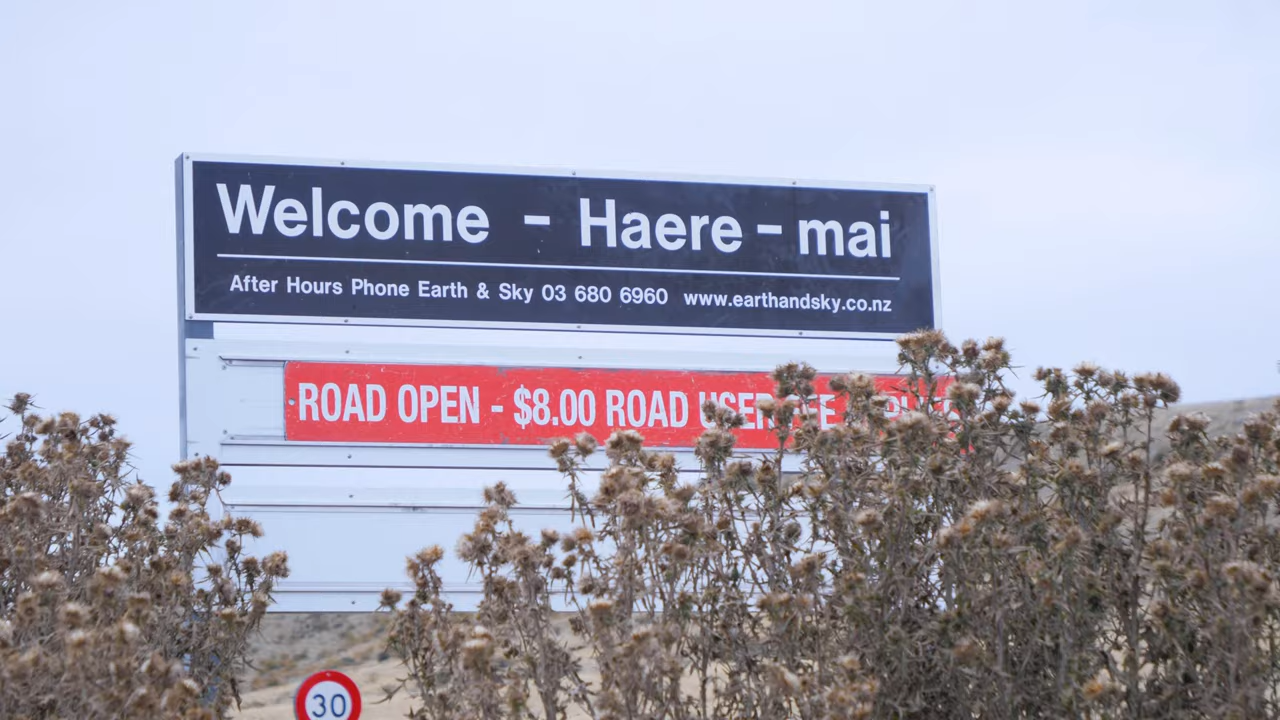 Welcome - Haere - mai
After Hours Phone Earth & Sky 03 680 6960 www.earthandsky.co.nz
ROAD OPEN - $8.00 ROAD USER
30